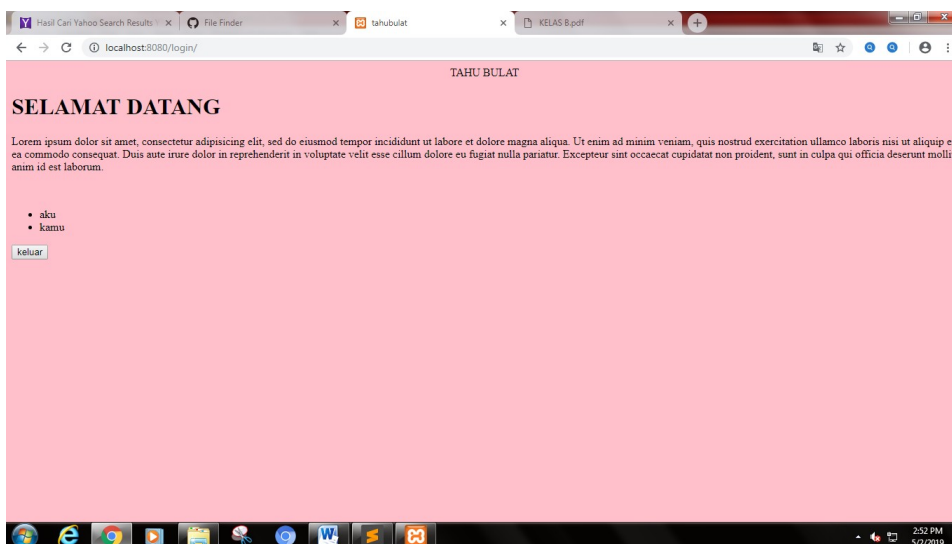 Hasil Cari Yahoo Search Results
File Finder
tahubulat
KELAS B.pdf
localhost:8080/login/
TAHU BULAT
SELAMAT DATANG
Lorem ipsum dolor sit amet, consectetur adipisicing elit, sed do eiusmod tempor incididunt ut labore et dolore magna aliqua. Ut enim ad minim veniam, quis nostrud exercitation ullamco laboris nisi ut aliquip e
ea commodo consequat. Duis aute irure dolor in reprehenderit in voluptate velit esse cillum dolore eu fugiat nulla pariatur. Excepteur sint occaecat cupidatat non proident, sunt in culpa qui officia deserunt molli
anim id est laborum.
aku
kamu
keluar
2:52 PM
5/2/2019